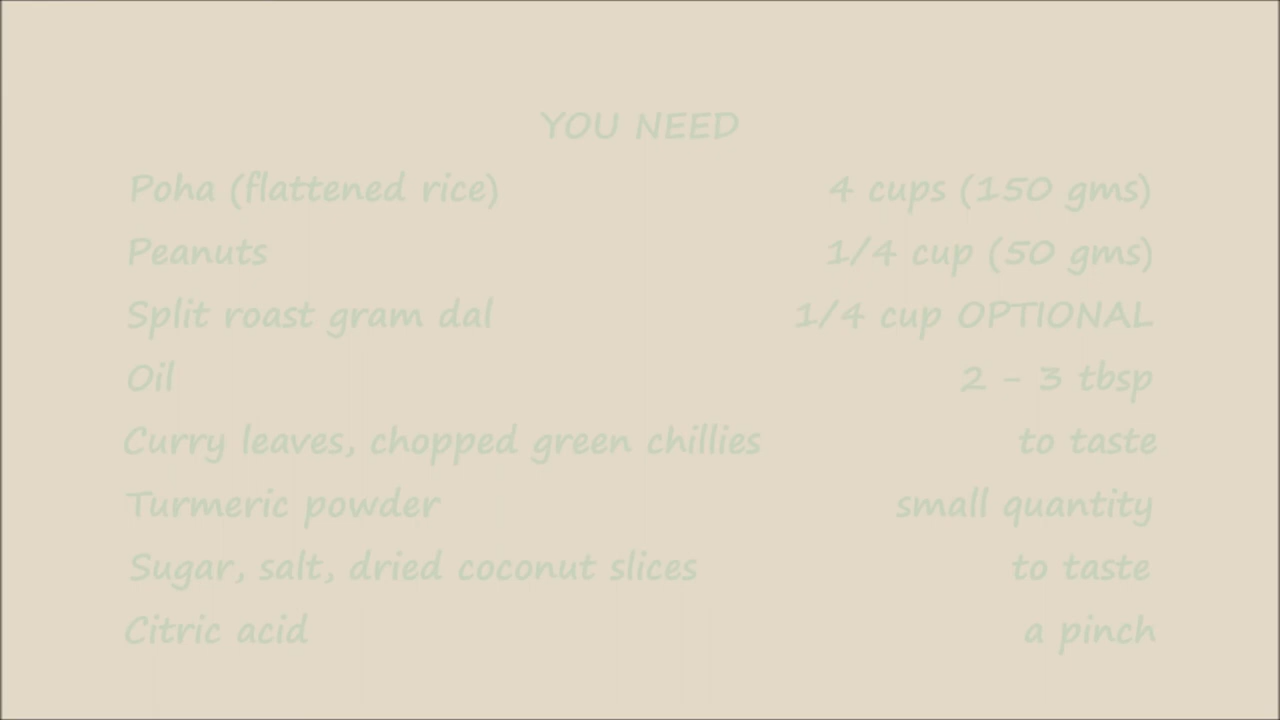 YOU NEED
Poha (flattened rice) 4 cups (150 gms)
Peanuts 1/4 cup (50 gms)
Split roast gram dal 1/4 cup OPTIONAL
Oil 2 - 3 tbsp
Curry leaves, chopped green chillies to taste
Turmeric powder small quantity
Sugar, salt, dried coconut slices to taste
Citric acid a pinch